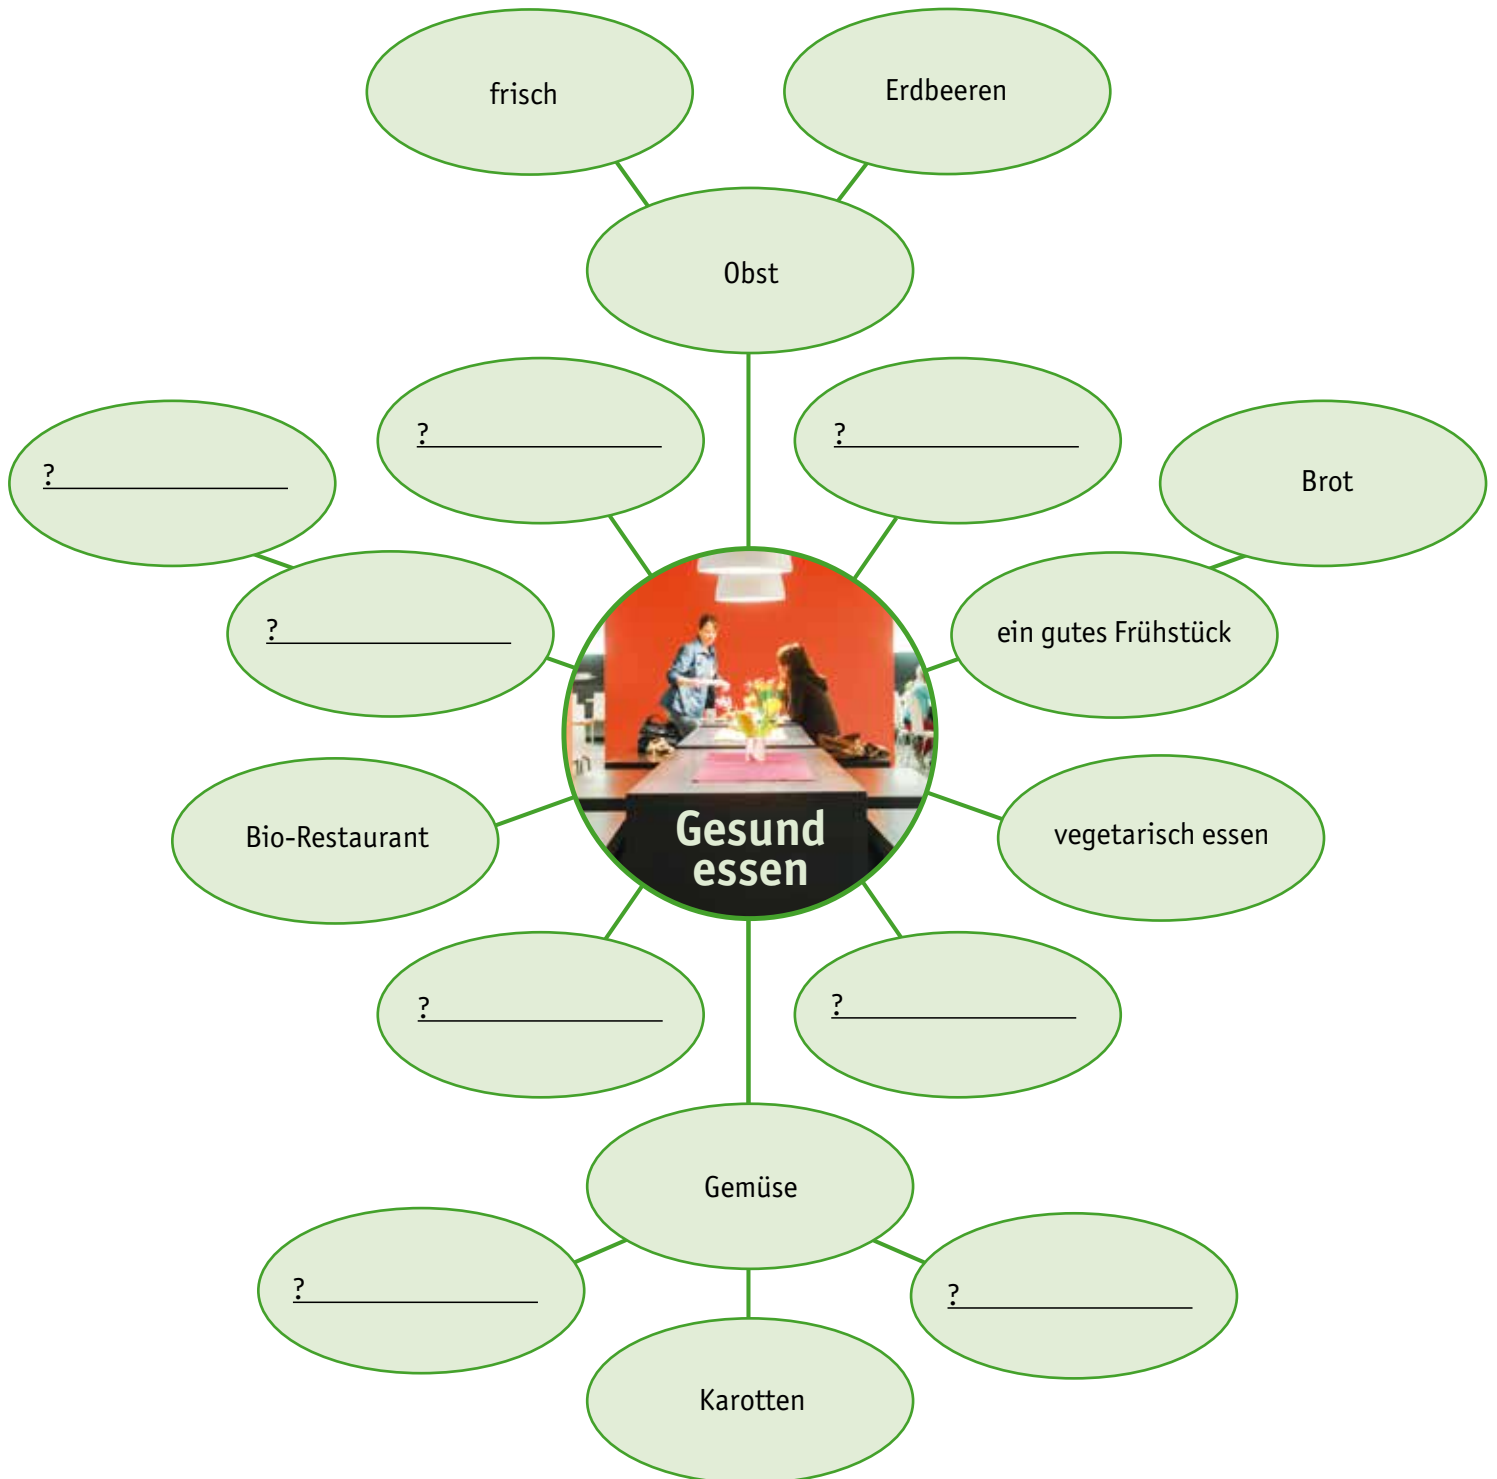 frisch
Erdbeeren
Obst
?
?
?
Brot
?
ein gutes Frühstück
Gesund
essen
Bio-Restaurant
vegetarisch essen
?
?
Gemüse
?
?
Karotten